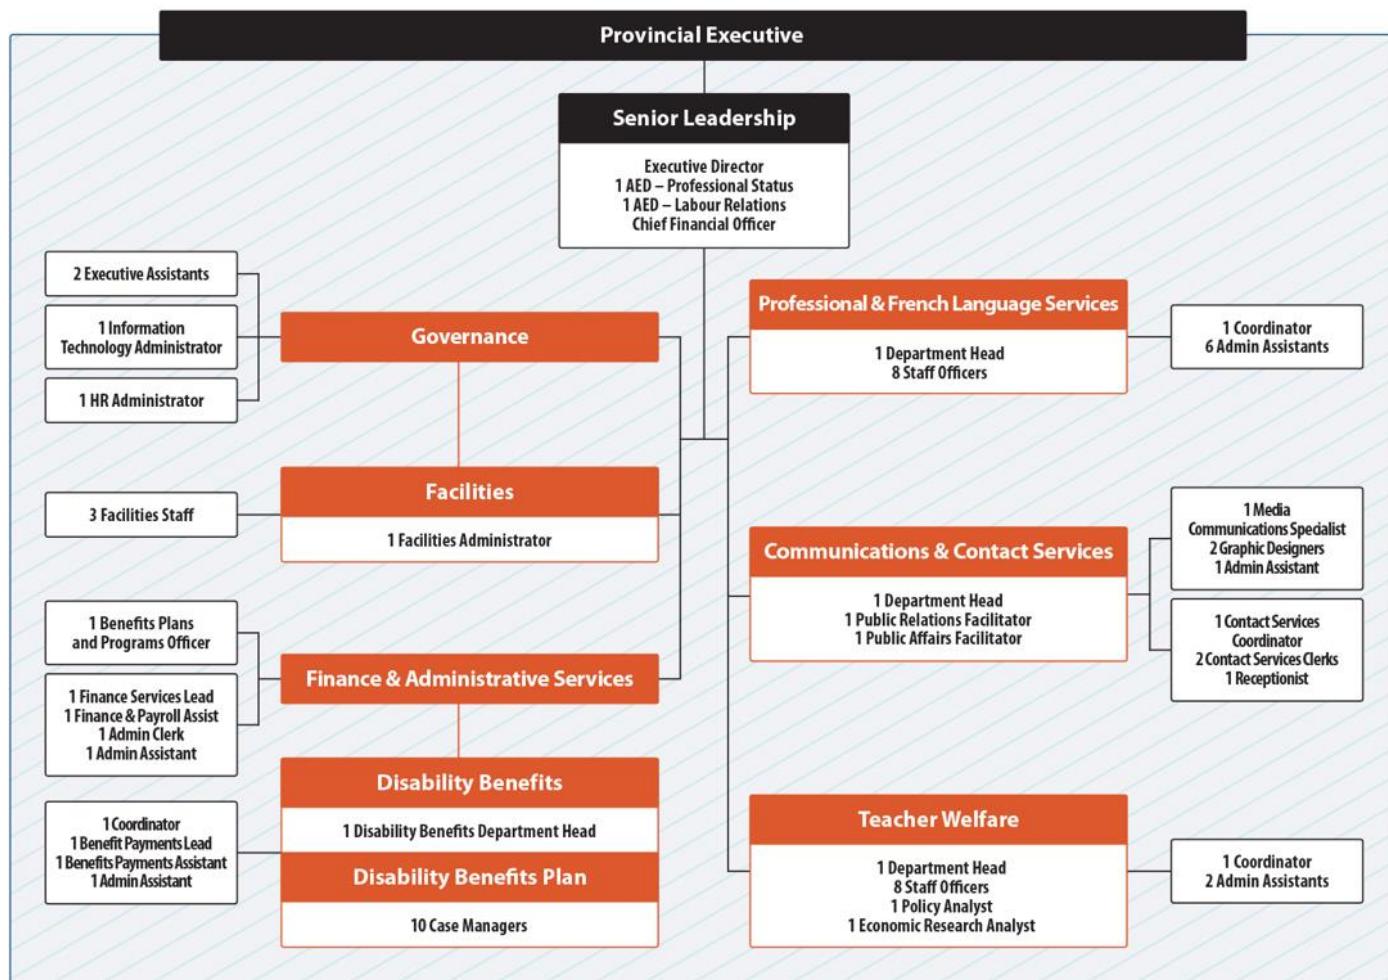 Provincial Executive
Senior Leadership
Executive Director
1 AED – Professional Status
1 AED – Labour Relations
Chief Financial Officer
2 Executive Assistants
1 Information
Technology Administrator
1 HR Administrator
Governance
3 Facilities Staff
Facilities
1 Facilities Administrator
1 Benefits Plans
and Programs Officer
1 Finance Services Lead
1 Finance & Payroll Assist
1 Admin Clerk
1 Admin Assistant
Finance & Administrative Services
1 Coordinator
1 Benefit Payments Lead
1 Benefits Payments Assistant
1 Admin Assistant
Disability Benefits
1 Disability Benefits Department Head
Disability Benefits Plan
10 Case Managers
Professional & French Language Services
1 Department Head
8 Staff Officers
1 Coordinator
6 Admin Assistants
Communications & Contact Services
1 Department Head
1 Public Relations Facilitator
1 Public Affairs Facilitator
1 Media
Communications Specialist
2 Graphic Designers
1 Admin Assistant
1 Contact Services
Coordinator
2 Contact Services Clerks
1 Receptionist
Teacher Welfare
1 Department Head
8 Staff Officers
1 Policy Analyst
1 Economic Research Analyst
1 Coordinator
2 Admin Assistants